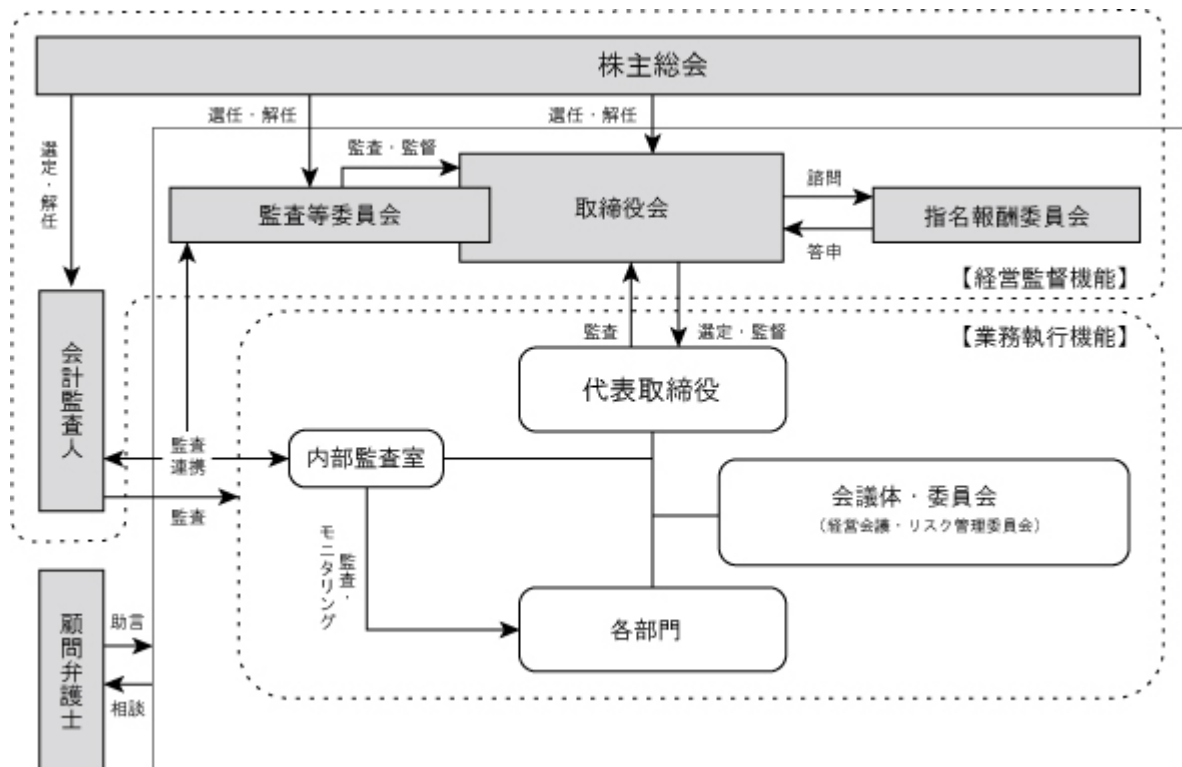 株主総会
選任・解任
選任・解任
選定・解任
監査・監督
監査等委員会
取締役会
諮問
答申
指名報酬委員会
【経営監督機能】
【業務執行機能】
監査
選定・監督
代表取締役
会計監査人
監査
連携
監査
内部監査室
会議体・委員会
（経営会議・リスク管理委員会）
監査・
モニタリング
各部門
顧問弁護士
助言
相談